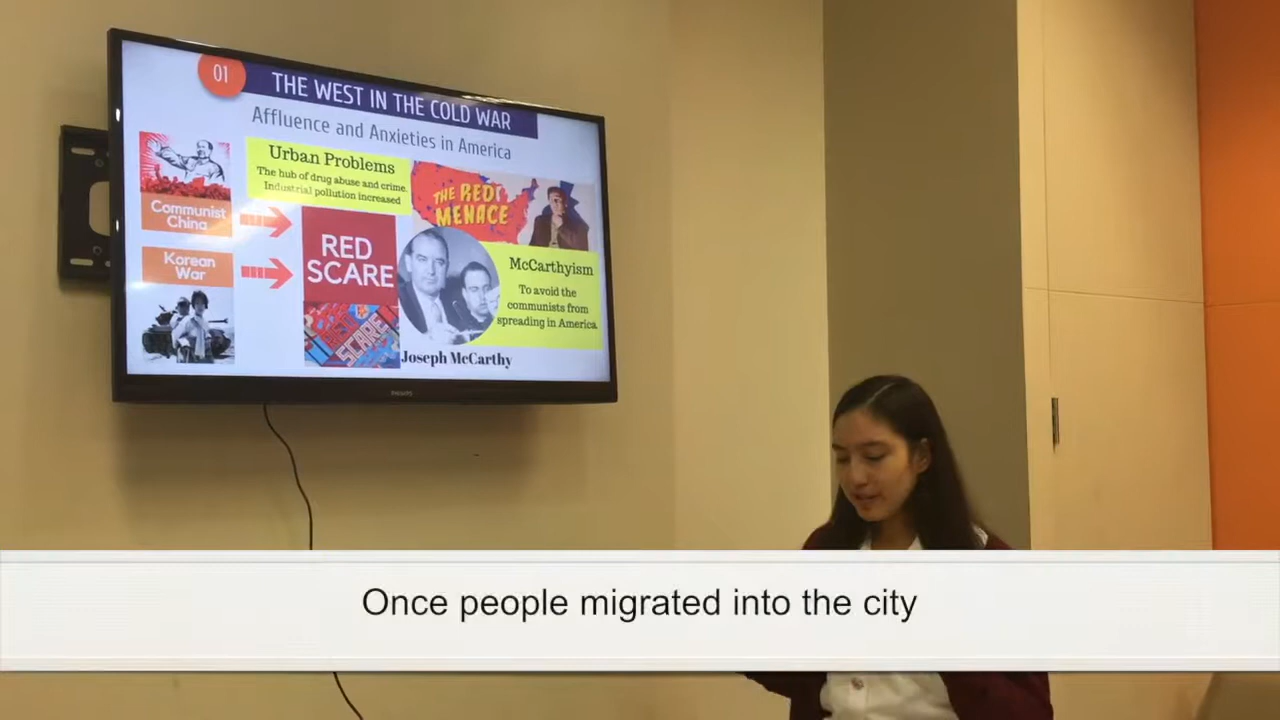 01
THE WEST IN THE COLD WAR
Affluence and Anxieties in America
Urban Problems
The hub of drug abuse and crime.
Industrial pollution increased
Communist
China
Korean
War
RED
SCARE
THE RED
MENACE
McCarthyism
To avoid the
communists from
spreading in America
Joseph McCarthy
RED
SCARE
PHILIPS
Once people migrated into the city